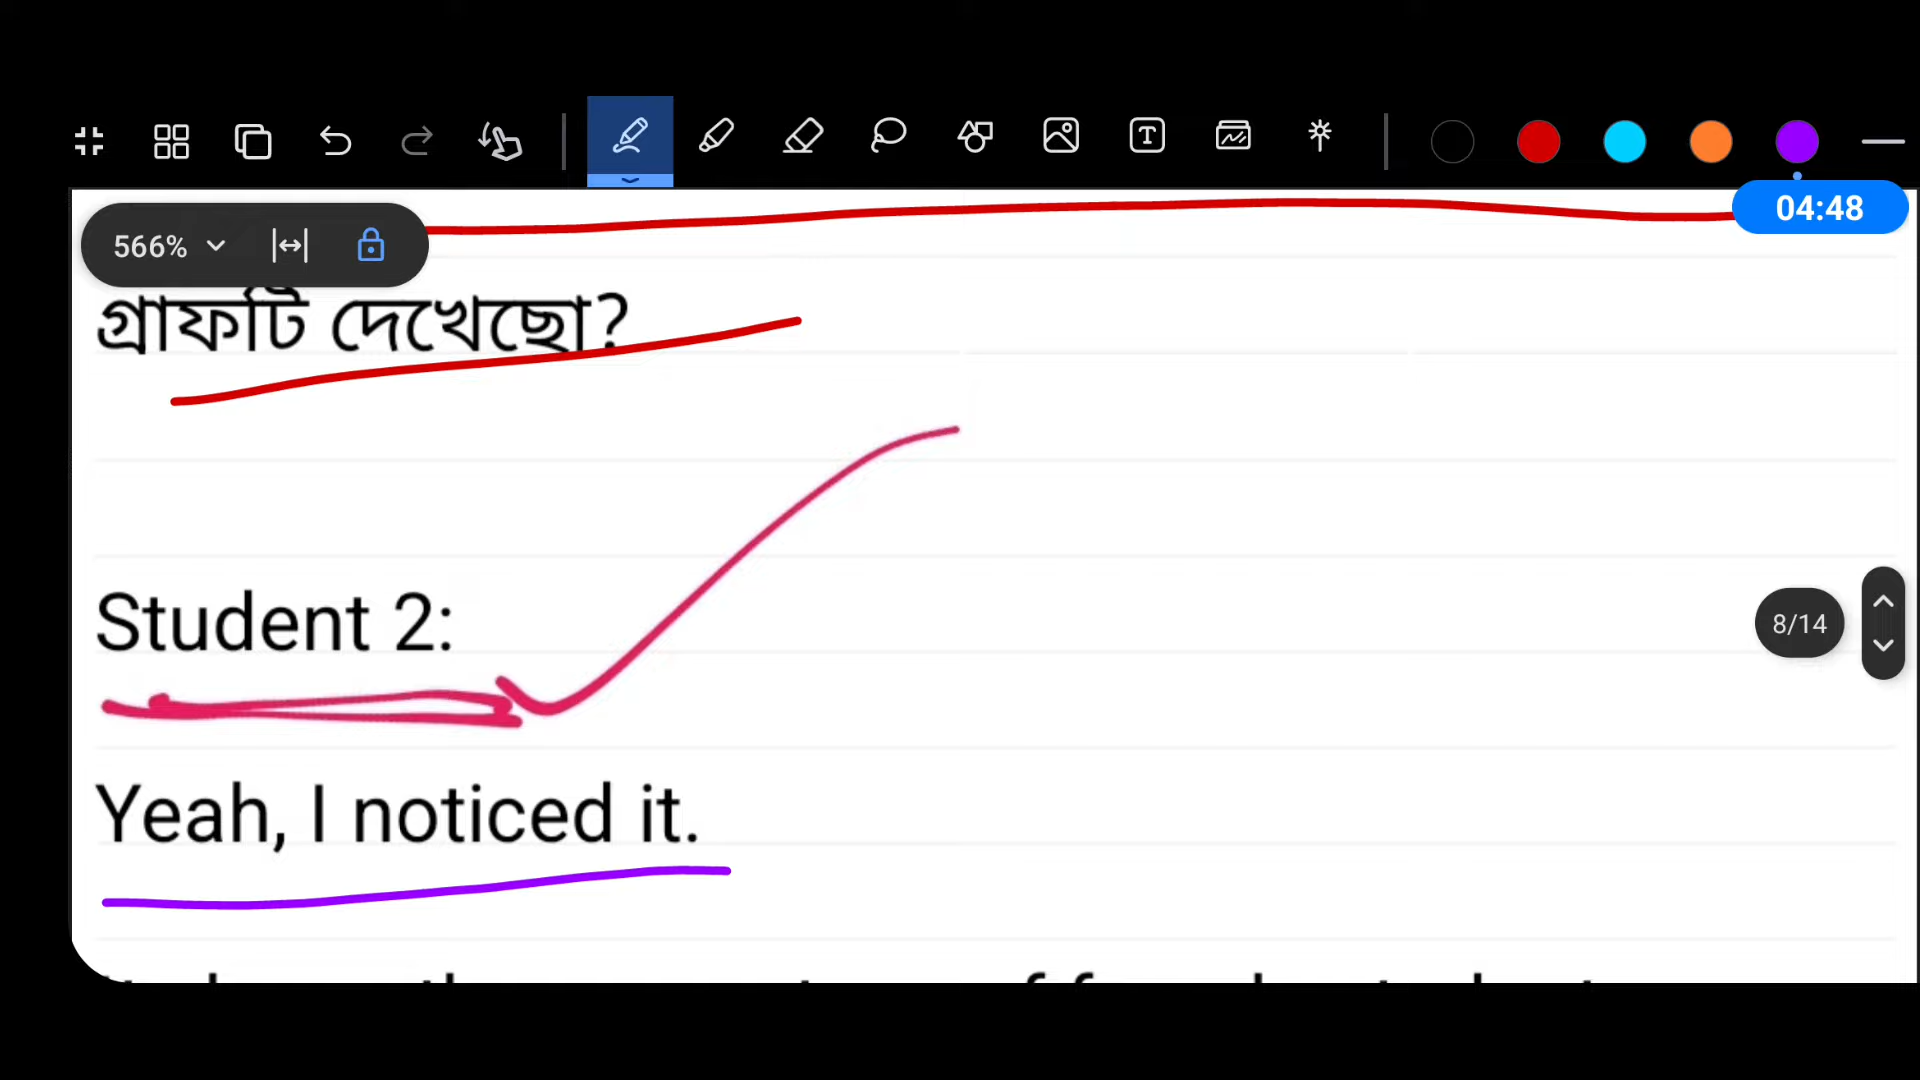 04:48
566%
গ্রাফটি দেখেছো?
Student 2:
8/14
Yeah, I noticed it.